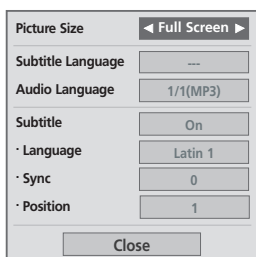 Picture Size ◀ Full Screen ▶
Subtitle Language ---
Audio Language 1/1(MP3)
Subtitle On
· Language Latin 1
· Sync 0
· Position 1
Close